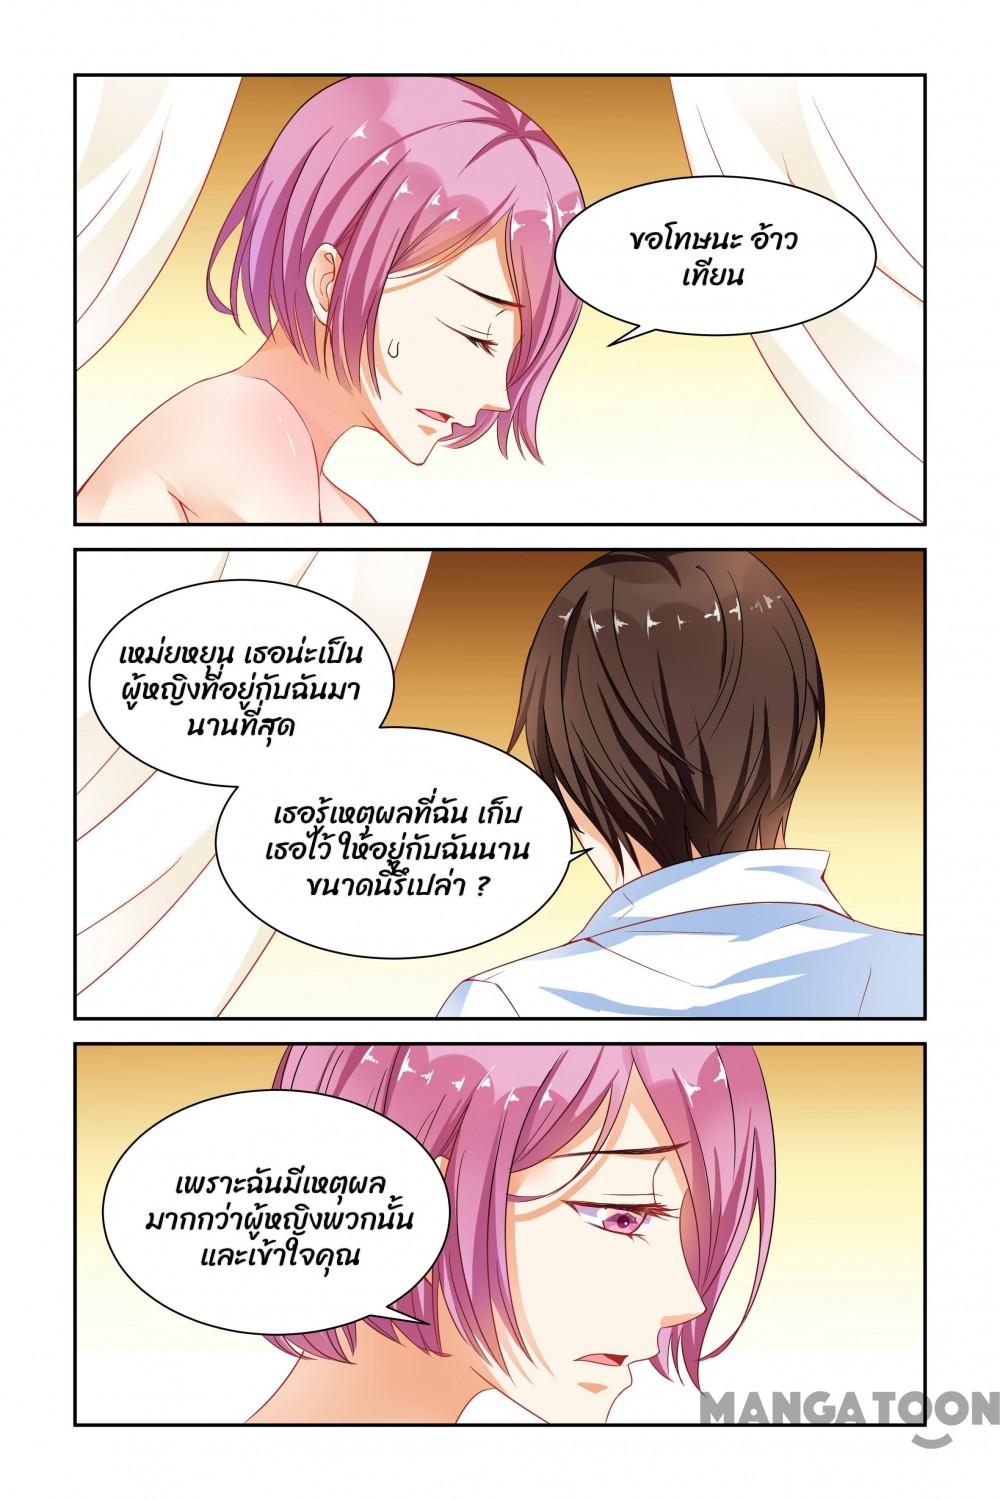 ขอโทษนะ อ้าว
เทียน
เหม่ยหยุน เธอน่ะเป็น
ผู้หญิงที่อยู่กับฉันมา
นานที่สุด
เธอรู้เหตุผลที่ฉัน เก็บ
เธอไว้ ให้อยู่กับฉันนาน
ขนาดนี้รึเปล่า ?
เพราะฉันมีเหตุผล
มากกว่าผู้หญิงพวกนั้น
และเข้าใจคุณ
MANGATOON